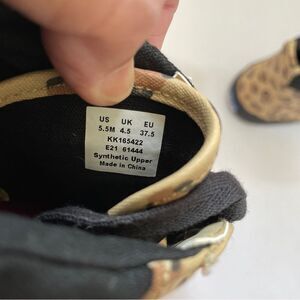 US UK EU
5.5M 4.5 37.5
KK165422
E21 61444
Synthetic Upper
Made in China